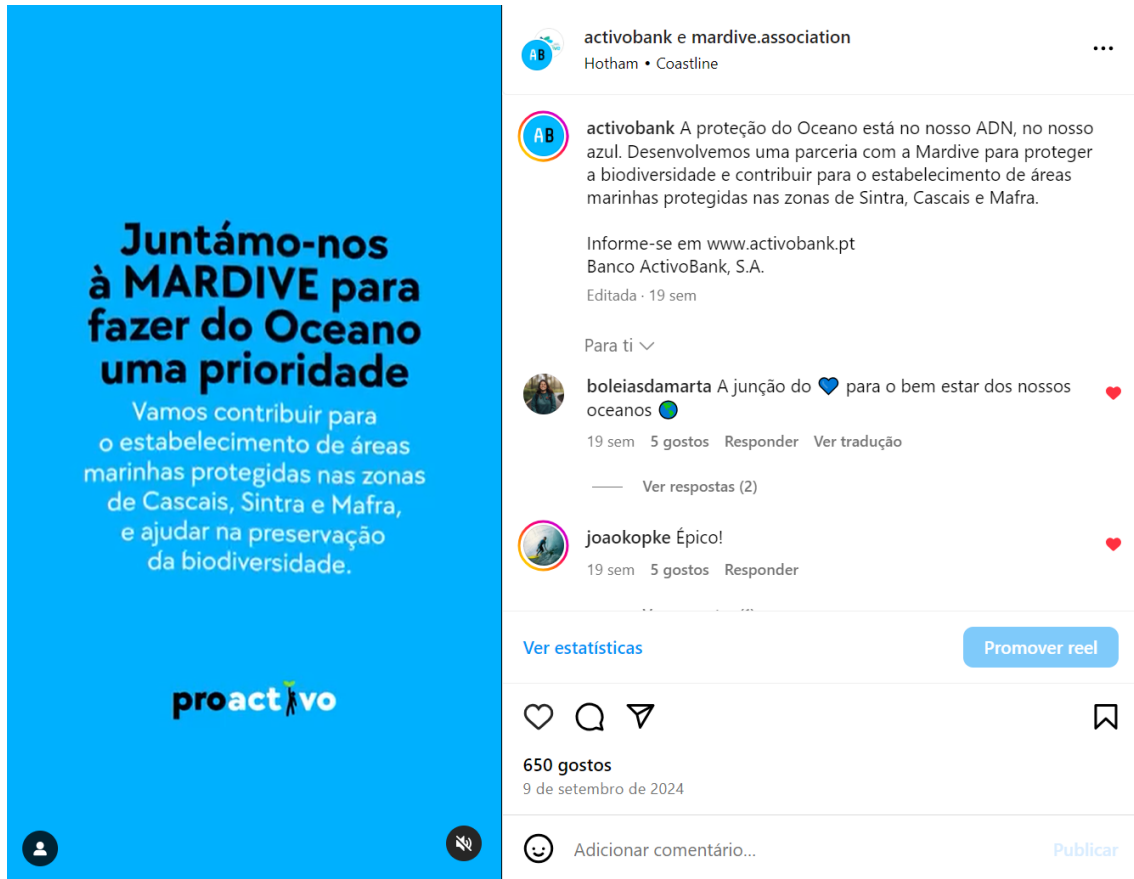 Juntámo-nos
à MARDIVE para
fazer do Oceano
uma prioridade
Vamos contribuir para
o estabelecimento de áreas
marinhas protegidas nas zonas
de Cascais, Sintra e Mafra,
e ajudar na preservação
da biodiversidade.
proactivo
AB
activobank e mardive.association
Hotham • Coastline
AB
activobank A proteção do Oceano está no nosso ADN, no nosso
azul. Desenvolvemos uma parceria com a Mardive para proteger
a biodiversidade e contribuir para o estabelecimento de áreas
marinhas protegidas nas zonas de Sintra, Cascais e Mafra.
Informe-se em www.activobank.pt
Banco ActivoBank, S.A.
Editada · 19 sem
Para ti
boleiasdamarta A junção do 💙 para o bem estar dos nossos
oceanos 🌎
19 sem 5 gostos Responder Ver tradução
Ver respostas (2)
joaokopke Épico!
19 sem 5 gostos Responder
Ver estatísticas
Promover reel
650 gostos
9 de setembro de 2024
Adicionar comentário...
Publicar